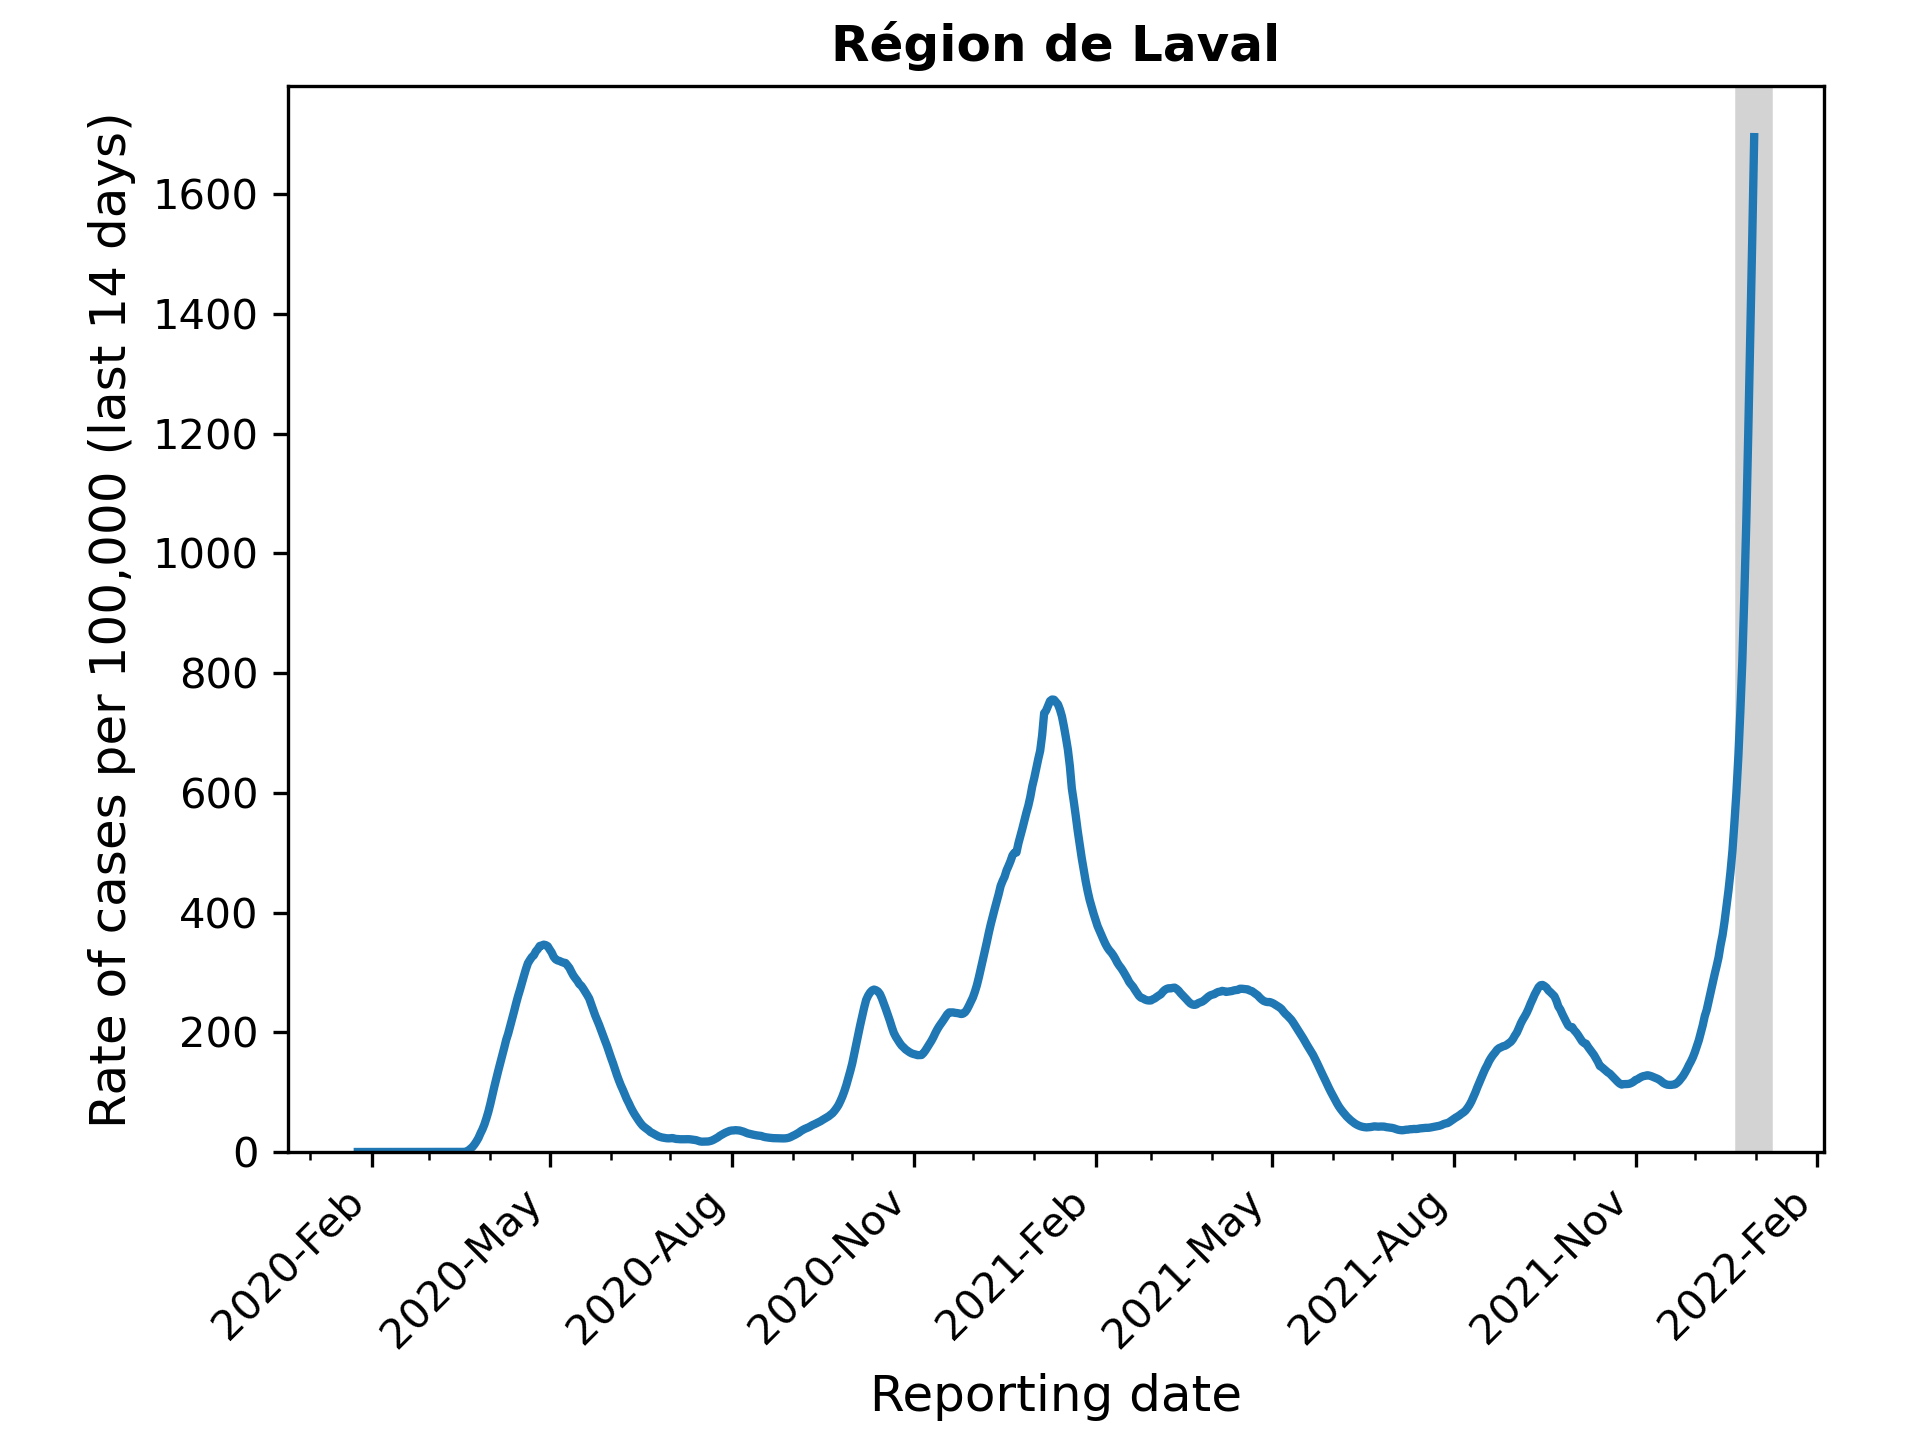 Région de Laval
Rate of cases per 100,000 (last 14 days)
1600
1400
1200
1000
800
600
400
200
0
2020-Feb
2020-May
2020-Aug
2020-Nov
2021-Feb
2021-May
2021-Aug
2021-Nov
2022-Feb
Reporting date